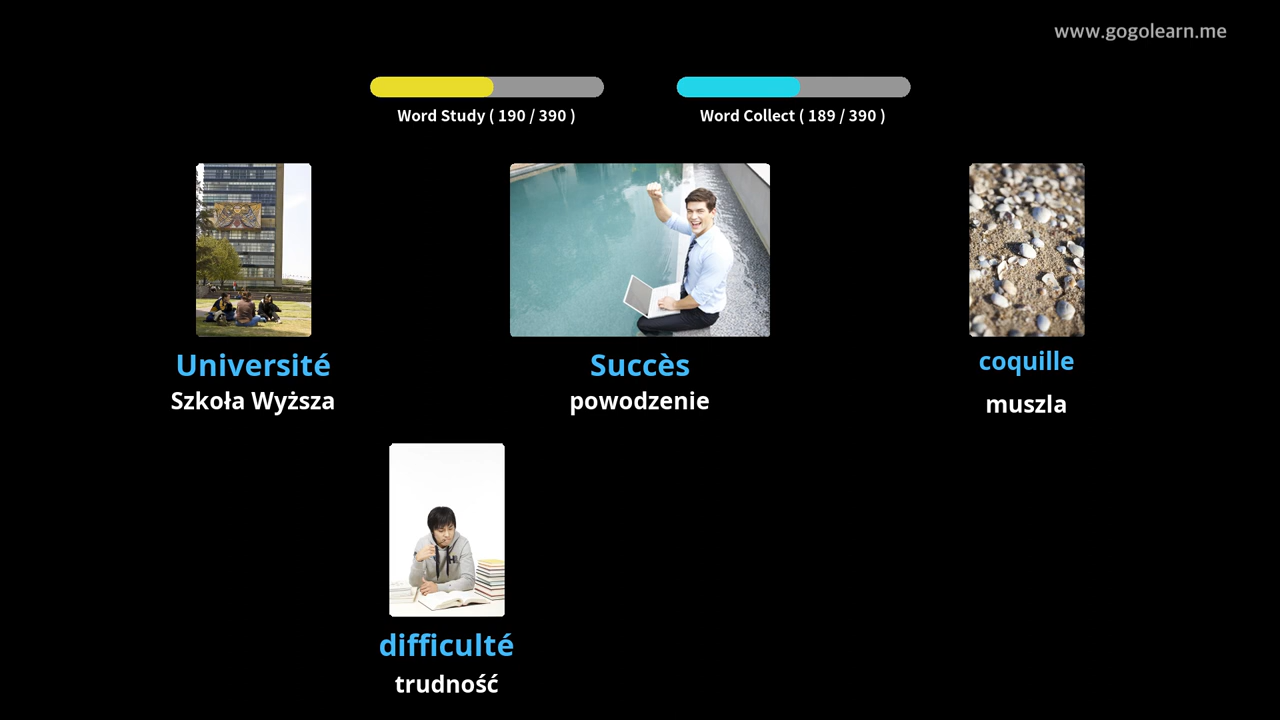 www.gogolearn.me
Word Study ( 190 / 390 )
Word Collect ( 189 / 390 )
Université
Szkoła Wyższa
Succès
powodzenie
coquille
muszla
difficulté
trudność